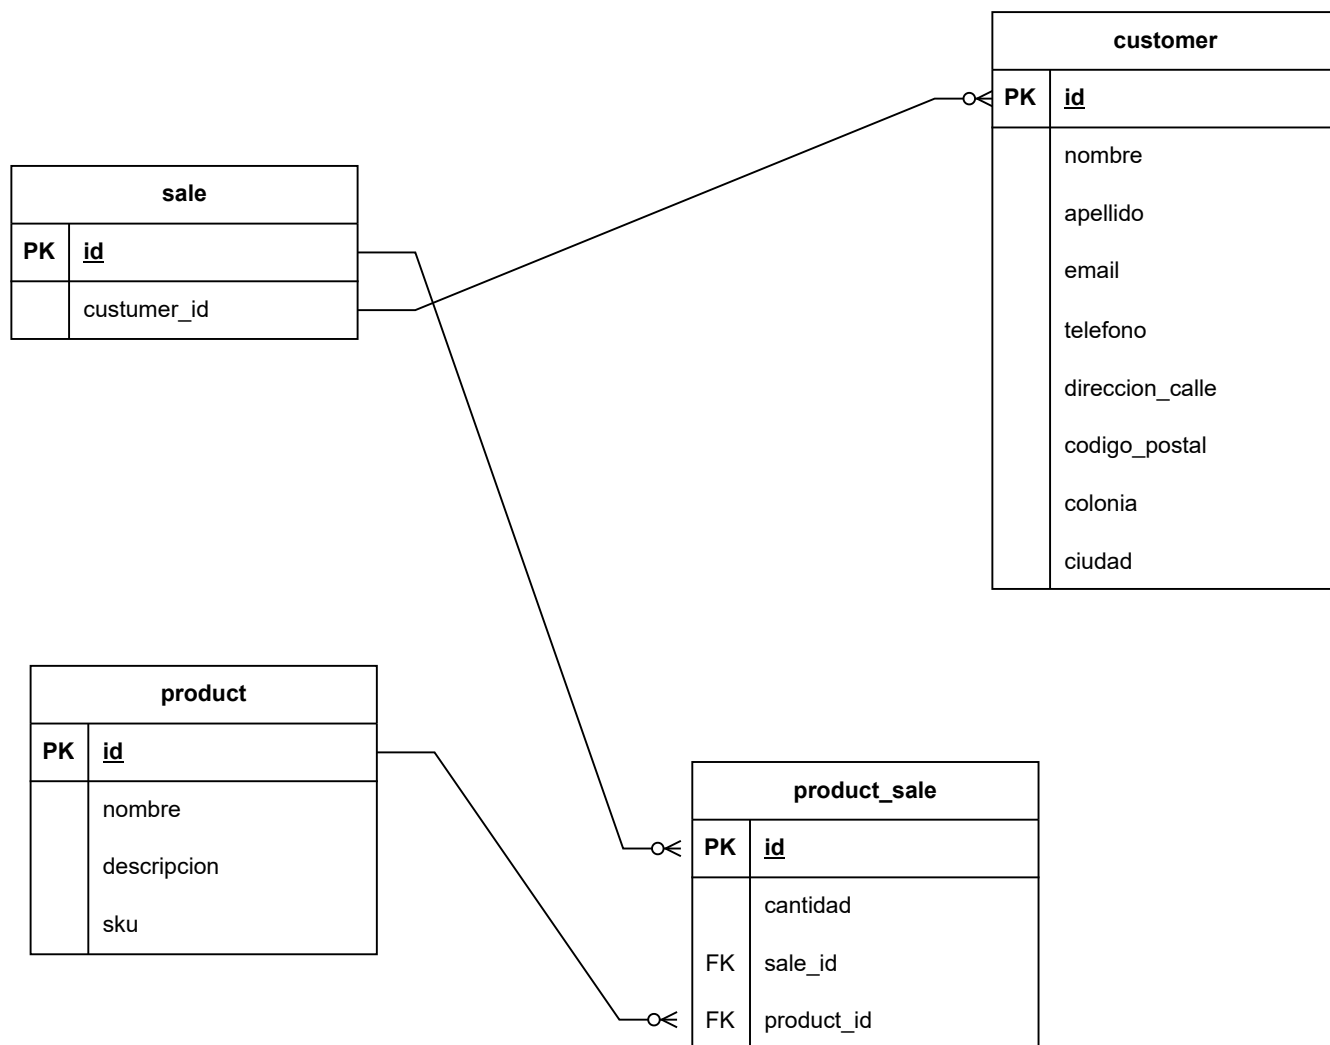 customer
PK id
nombre
apellido
email
telefono
direccion_calle
codigo_postal
colonia
ciudad
sale
PK id
custumer_id
product
PK id
nombre
descripcion
sku
product_sale
PK id
cantidad
FK sale_id
FK product_id